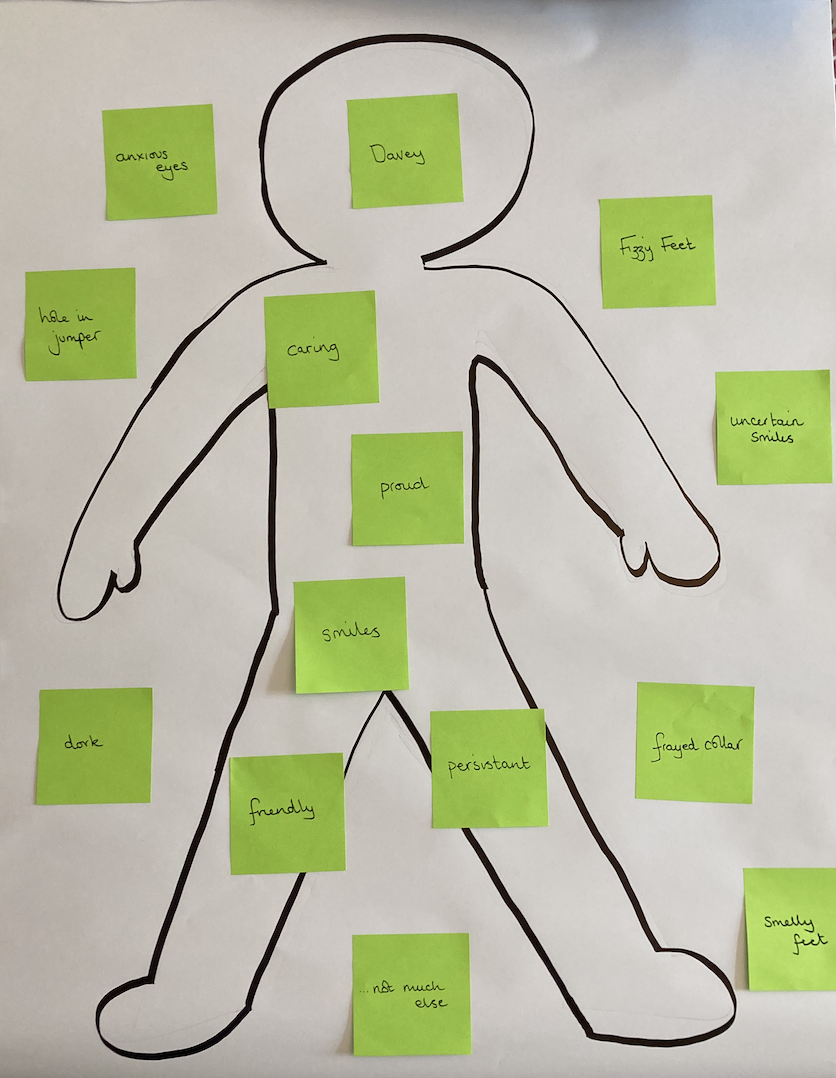 anxious
eyes
Davey
Fizzy Feet
hole in
jumper
caring
uncertain
smiles
proud
smiles
dork
frayed collar
persistant
friendly
smelly
feet
...not much
else